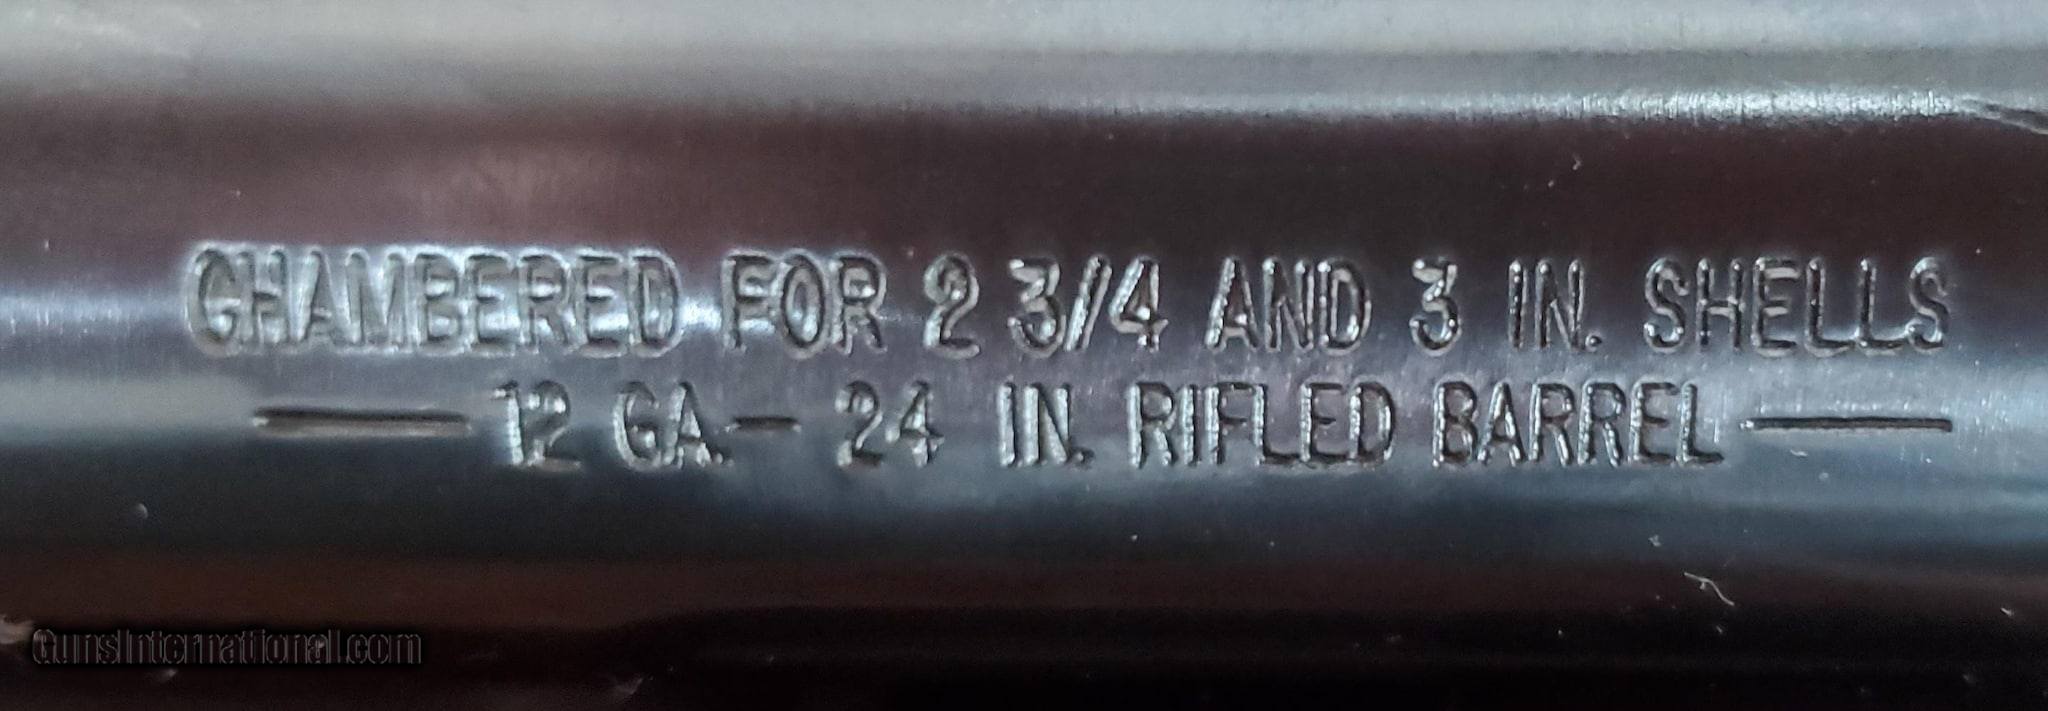 CHAMBERED FOR 2 3/4 AND 3 IN. SHELLS
— 12 GA. - 24 IN. RIFLED BARREL —
GunsInternational.com